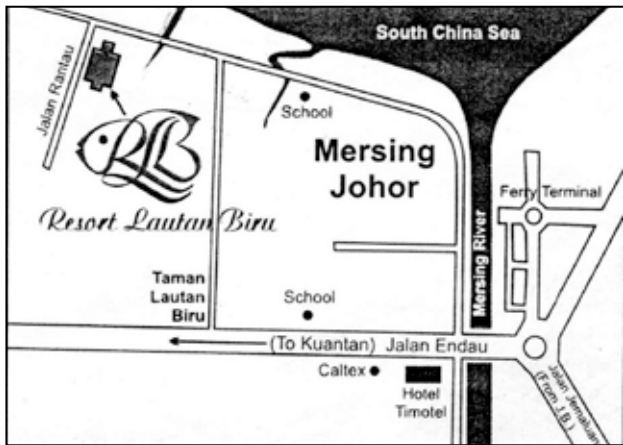 South China Sea
Jalan Rantau
School
Mersing
Johor
RLB
Resort Lautan Biru
Ferry Terminal
Mersing River
Taman
Lautan
Biru
School
(To Kuantan) Jalan Endau
Caltex
Hotel
Timotel
Jalan Jemaluang
(From J.B.)